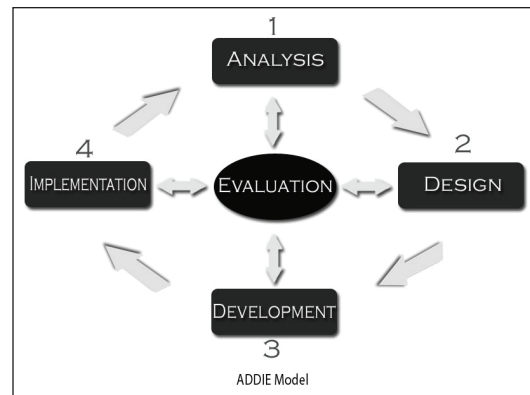 1
ANALYSIS
4
2
IMPLEMENTATION
EVALUATION
DESIGN
DEVELOPMENT
3
ADDIE Model